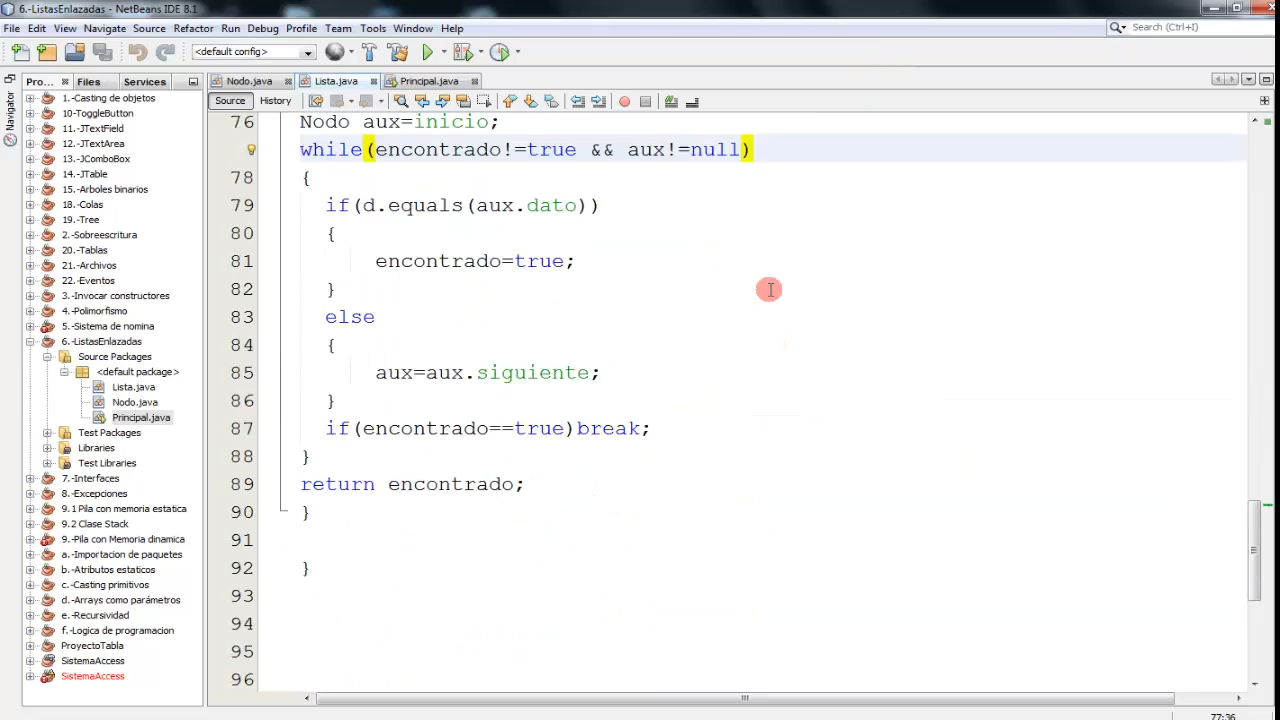 6.-ListasEnlazadas - NetBeans IDE 8.1
File Edit View Navigate Source Refactor Run Debug Profile Team Tools Window Help
Search (Ctrl+I)
<default config>
Pro... Files Services
Navigator
1.-Casting de objetos
10-ToggleButton
11.-JTextField
12.-JTextArea
13.-JComboBox
14.-JTable
15.-Arboles binarios
18.-Colas
19.-Tree
2.-Sobreescritura
20.-Tablas
21.-Archivos
22.-Eventos
3.-Invocar constructores
4.-Polimorfismo
5.-Sistema de nomina
6.-ListasEnlazadas
Source Packages
<default package>
Lista.java
Nodo.java
Principal.java
Test Packages
Libraries
Test Libraries
7.-Interfaces
8.-Excepciones
9.1 Pila con memoria estatica
9.2 Clase Stack
9.-Pila con Memoria dinamica
a.-Importacion de paquetes
b.-Atributos estaticos
c.-Casting primitivos
d.-Arrays como parámetros
e.-Recursividad
f.-Logica de programacion
ProyectoTabla
SistemaAccess
SistemaAccess
Nodo.java Lista.java Principal.java
Source History
76 Nodo aux=inicio;
while(encontrado!=true && aux!=null)
78 {
79 if(d.equals(aux.dato))
80 {
81 encontrado=true;
82 }
83 else
84 {
85 aux=aux.siguiente;
86 }
87 if(encontrado==true)break;
88 }
89 return encontrado;
90 }
91
92 }
93
94
95
96
77:36